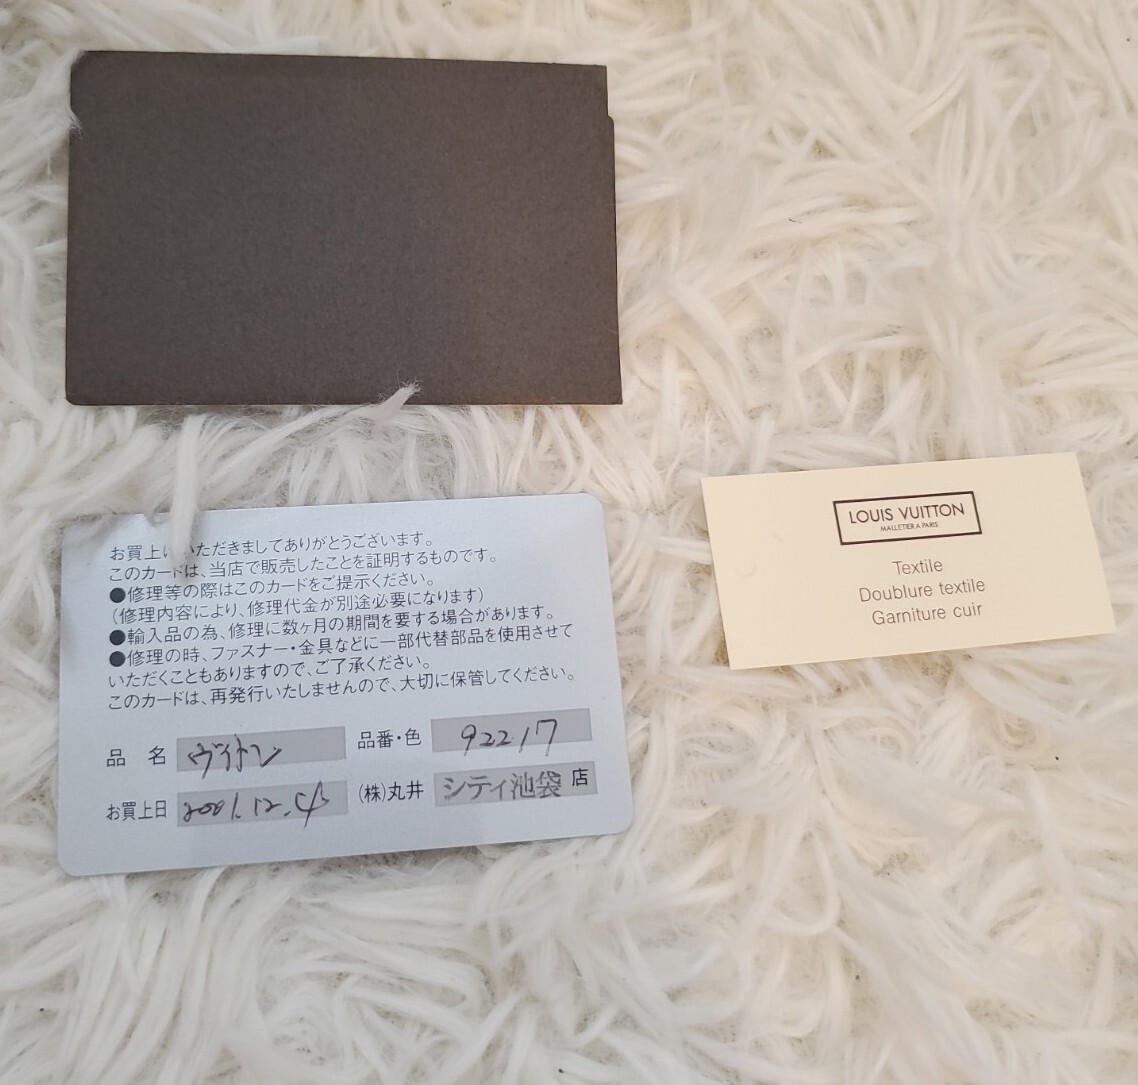 お買上げいただきましてありがとうございます。
このカードは、当店で販売したことを証明するものです。
●修理等の際はこのカードをご提示ください。
(修理内容により、修理代金が別途必要になります)
●輸入品の為、修理に数ヶ月の期間を要する場合があります。
●修理の時、ファスナー・金具などに一部代替部品を使用させて
いただくこともありますので、ご了承ください。
このカードは、再発行いたしませんので、大切に保管してください。
品 名 ヴィトン 品番・色 92217
お買上日 2001.12. (株)丸井 シティ池袋 店
LOUIS VUITTON
MALLETIER A PARIS
Textile
Doublure textile
Garniture cuir